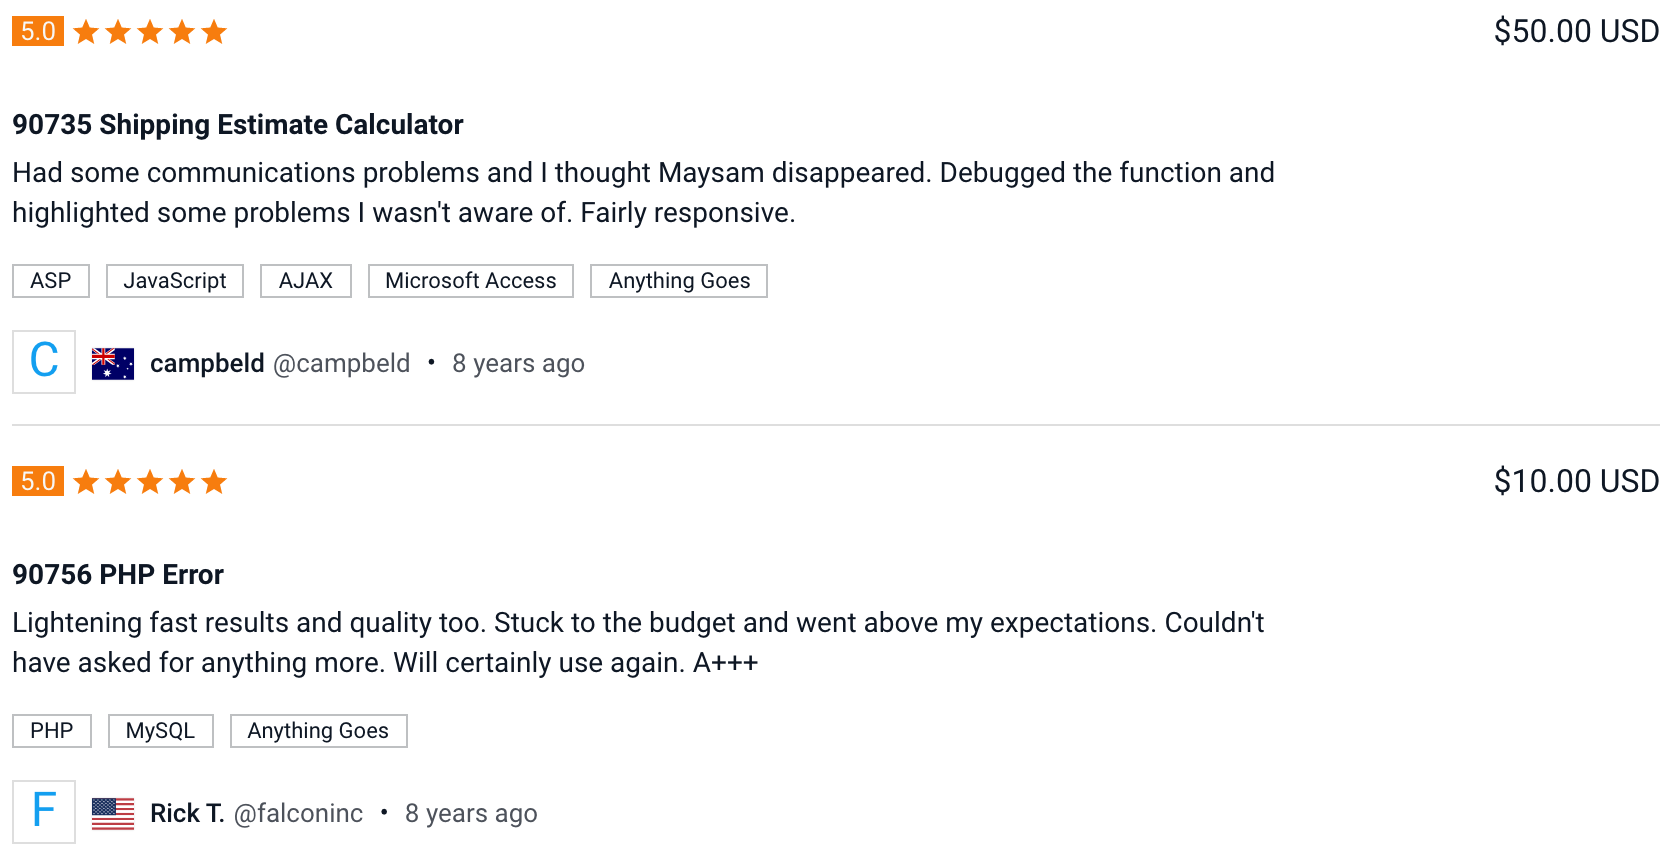 5.0
$50.00 USD
90735 Shipping Estimate Calculator
Had some communications problems and I thought Maysam disappeared. Debugged the function and
highlighted some problems I wasn't aware of. Fairly responsive.
ASP JavaScript AJAX Microsoft Access Anything Goes
C campbeld @campbeld • 8 years ago
5.0
$10.00 USD
90756 PHP Error
Lightening fast results and quality too. Stuck to the budget and went above my expectations. Couldn't
have asked for anything more. Will certainly use again. A+++
PHP MySQL Anything Goes
F Rick T. @falconinc • 8 years ago